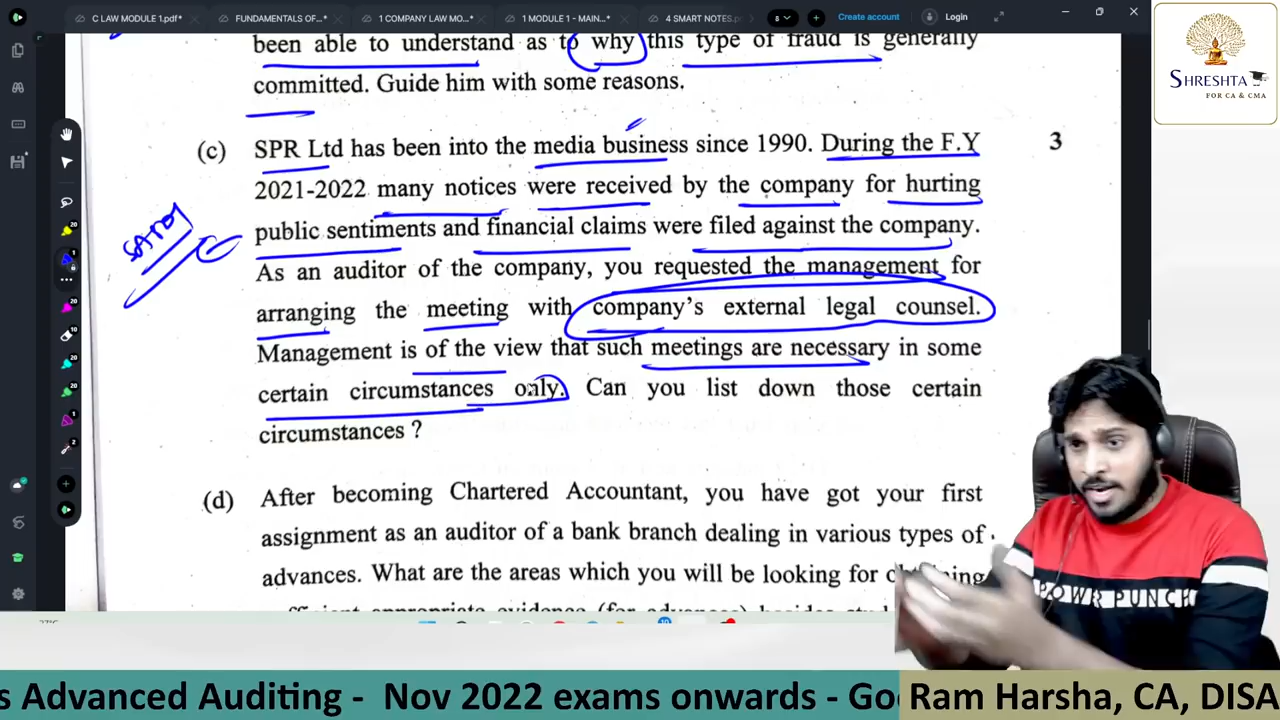 C LAW MODULE 1.pdf*
FUNDAMENTALS OF...*
1 COMPANY LAW MO...*
1 MODULE 1 - MAIN...*
4 SMART NOTES.p
8
Create account
Login
SHRESHTA
FOR CA & CMA
been able to understand as to why this type of fraud is generally
committed. Guide him with some reasons.
(c) SPR Ltd has been into the media business since 1990. During the F.Y 3
2021-2022 many notices were received by the company for hurting
public sentiments and financial claims were filed against the company.
As an auditor of the company, you requested the management for
arranging the meeting with company's external legal counsel.
Management is of the view that such meetings are necessary in some
certain circumstances only. Can you list down those certain
circumstances ?
(d) After becoming Chartered Accountant, you have got your first
assignment as an auditor of a bank branch dealing in various types of
advances. What are the areas which you will be looking for
evidence (for advances)
POWR PUNCH
s Advanced Auditing - Nov 2022 exams onwards - Go
Ram Harsha, CA, DISA